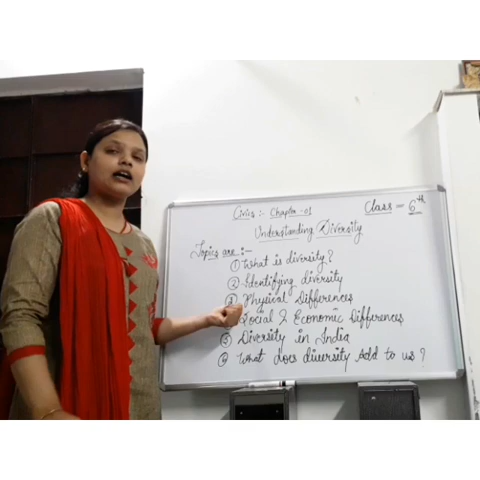 Civics :- Chapter -01
Class = 6th
Understanding Diversity
Topics are :-
① What is diversity?
② Identifying diversity
③ Physical Differences
Social & Economic Differences
⑤ Diversity in India
⑥ What does diversity Add to us ?